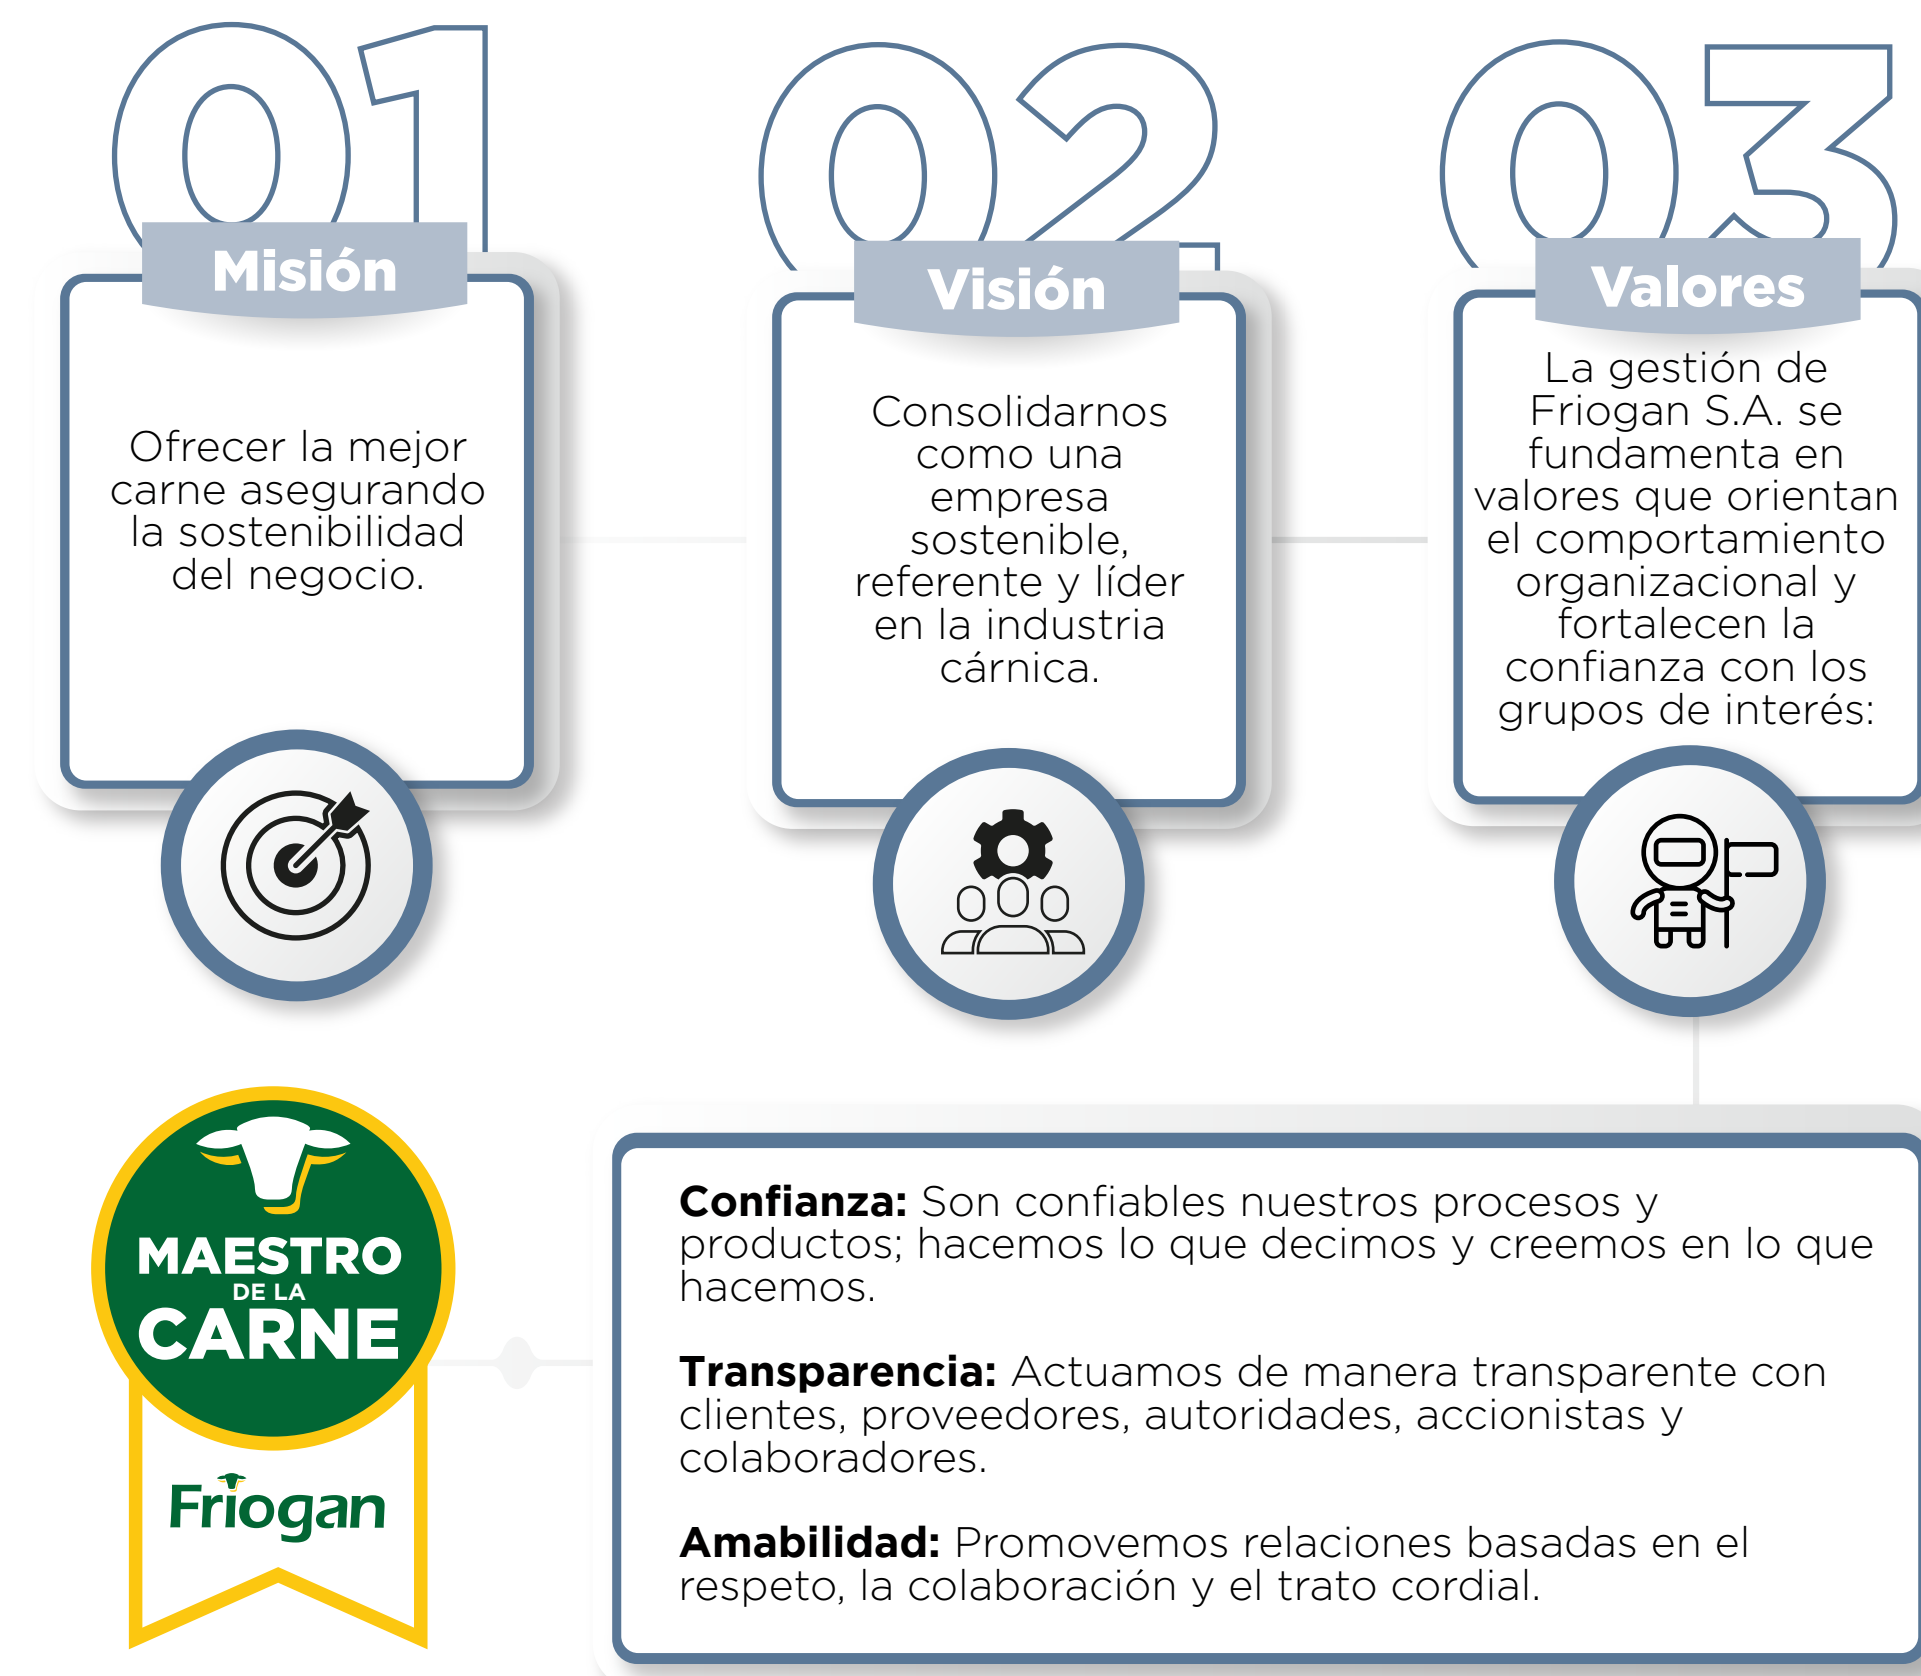 01
Misión
Ofrecer la mejor
carne asegurando
la sostenibilidad
del negocio.
02
Visión
Consolidarnos
como una
empresa
sostenible,
referente y líder
en la industria
cárnica.
03
Valores
La gestión de
Friogan S.A. se
fundamenta en
valores que orientan
el comportamiento
organizacional y
fortalecen la
confianza con los
grupos de interés:
MAESTRO
DE LA
CARNE
Friogan
Confianza: Son confiables nuestros procesos y
productos; hacemos lo que decimos y creemos en lo que
hacemos.
Transparencia: Actuamos de manera transparente con
clientes, proveedores, autoridades, accionistas y
colaboradores.
Amabilidad: Promovemos relaciones basadas en el
respeto, la colaboración y el trato cordial.